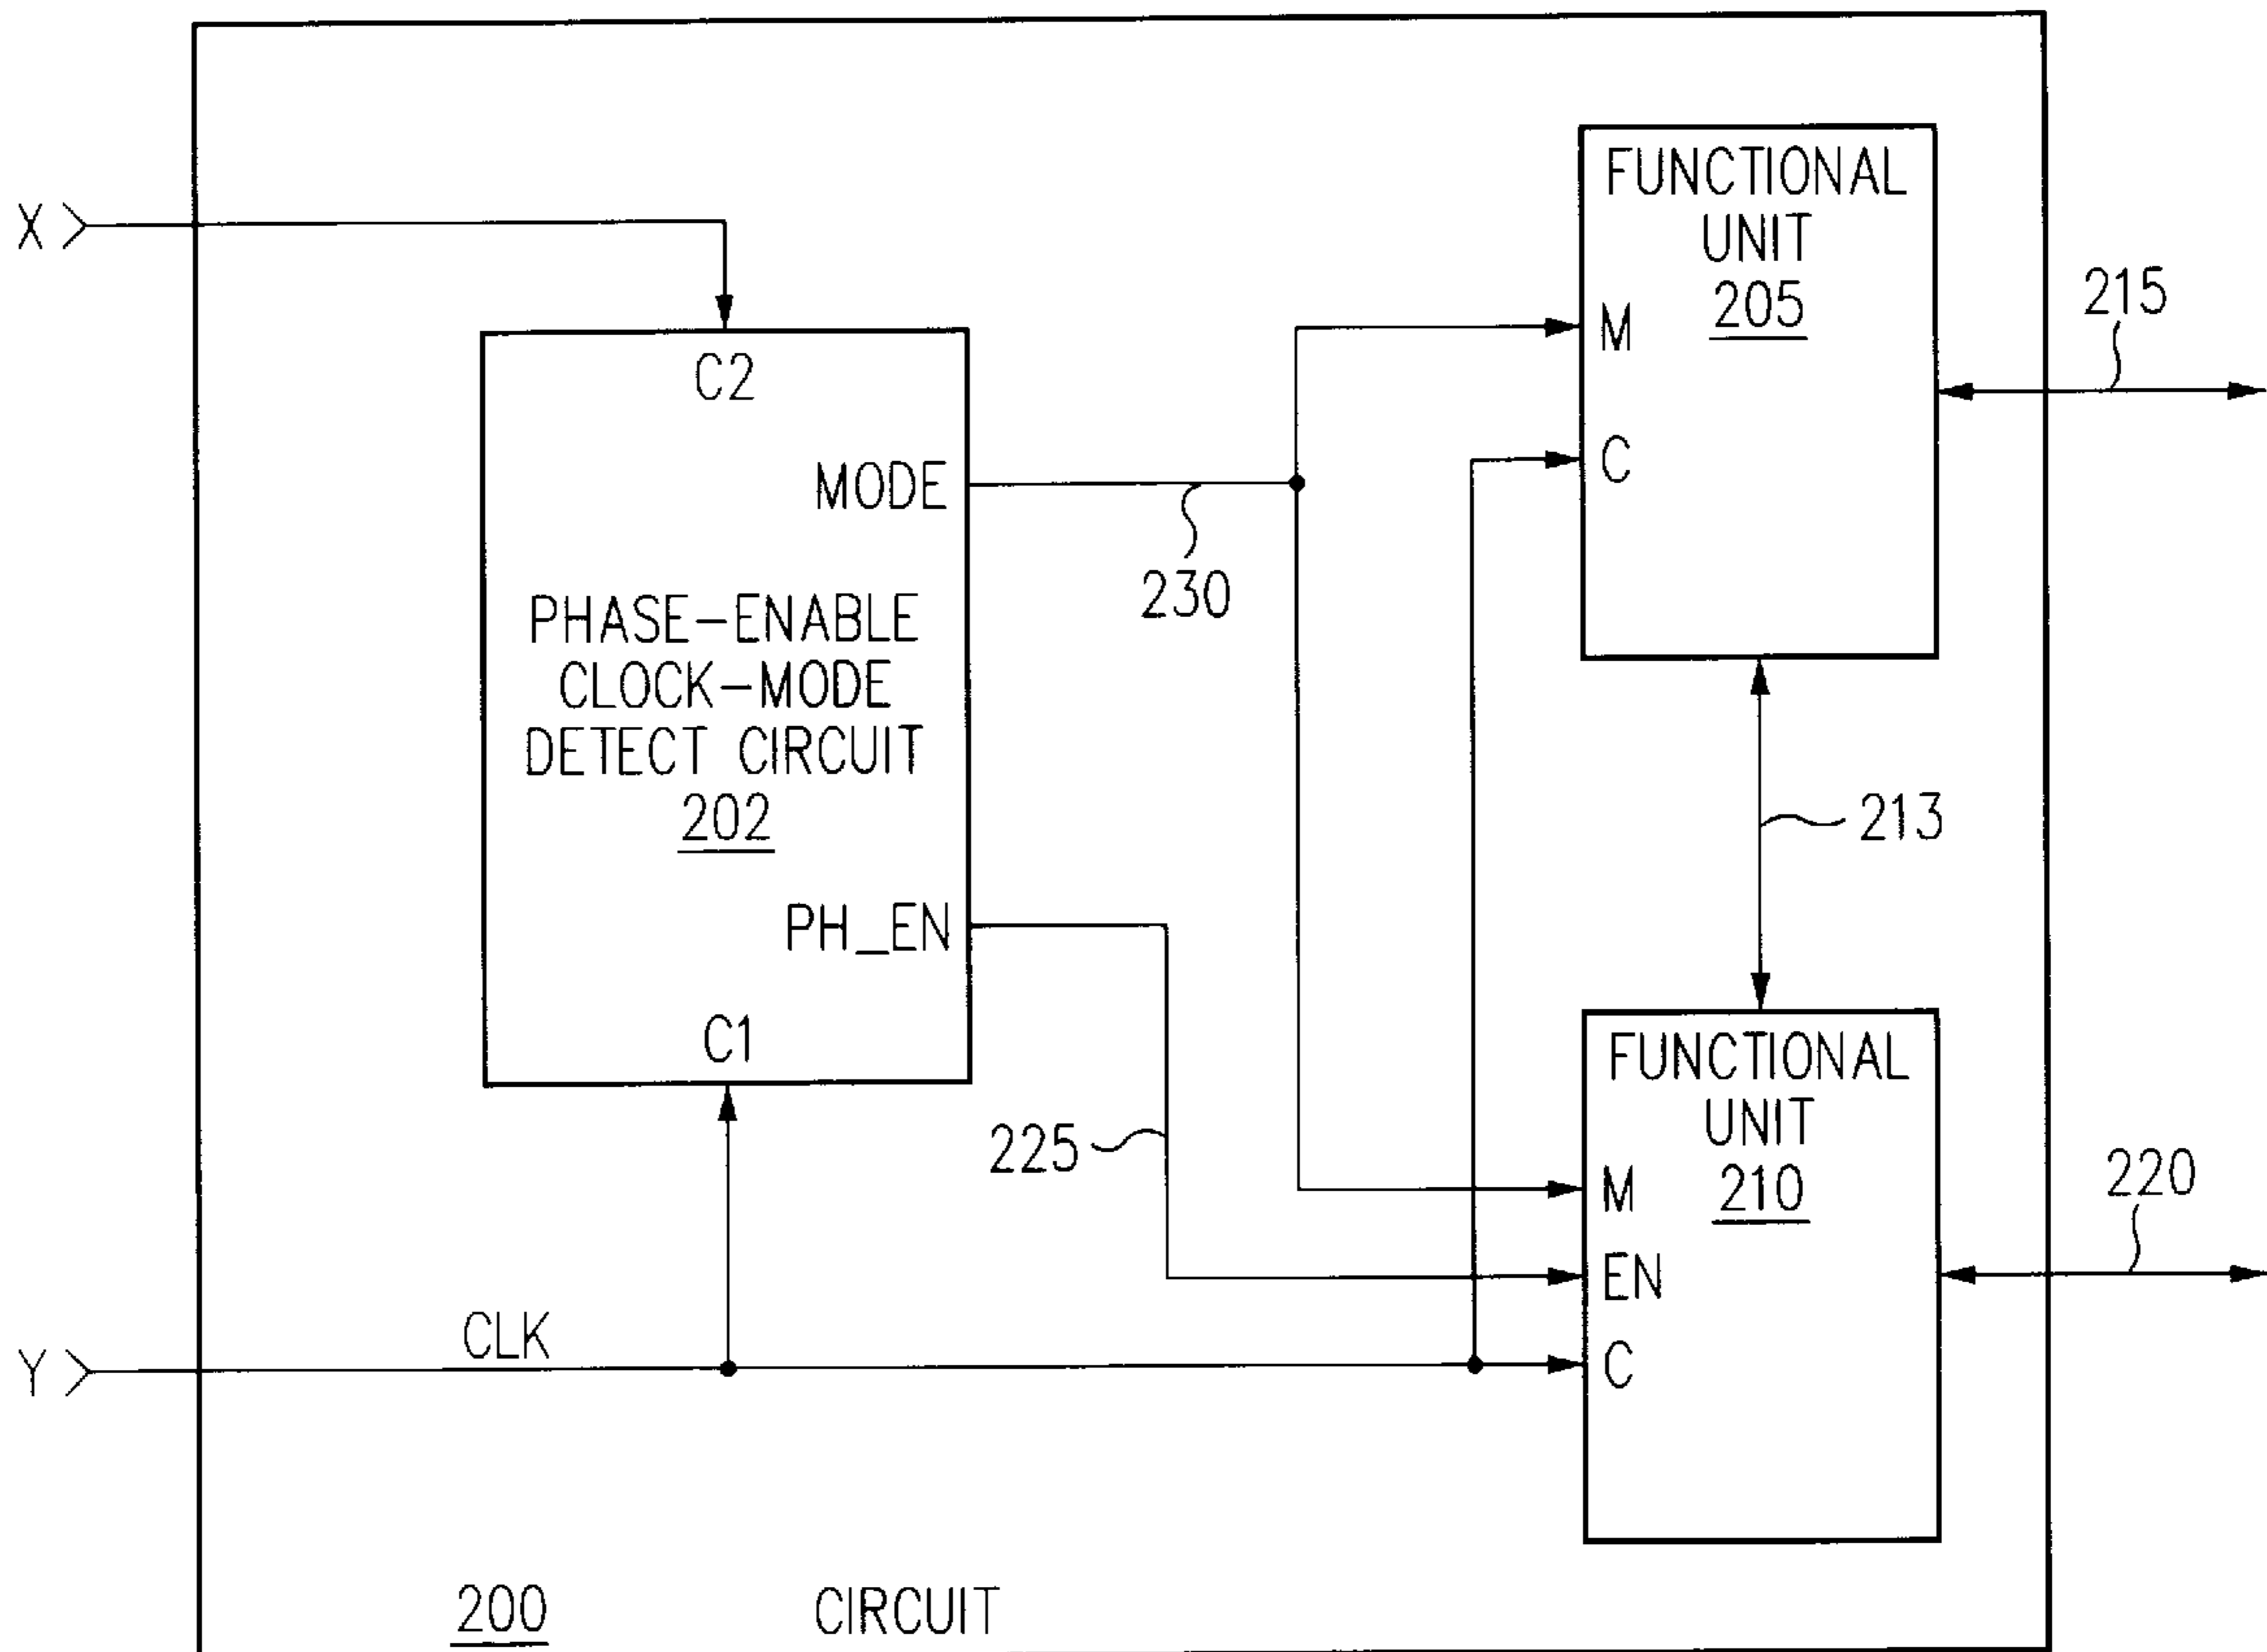 X
C2
MODE
PHASE-ENABLE
CLOCK-MODE
DETECT CIRCUIT
202
PH_EN
C1
Y
CLK
230
225
FUNCTIONAL
UNIT
205
M
C
215
213
FUNCTIONAL
UNIT
210
M
EN
C
220
200
CIRCUIT